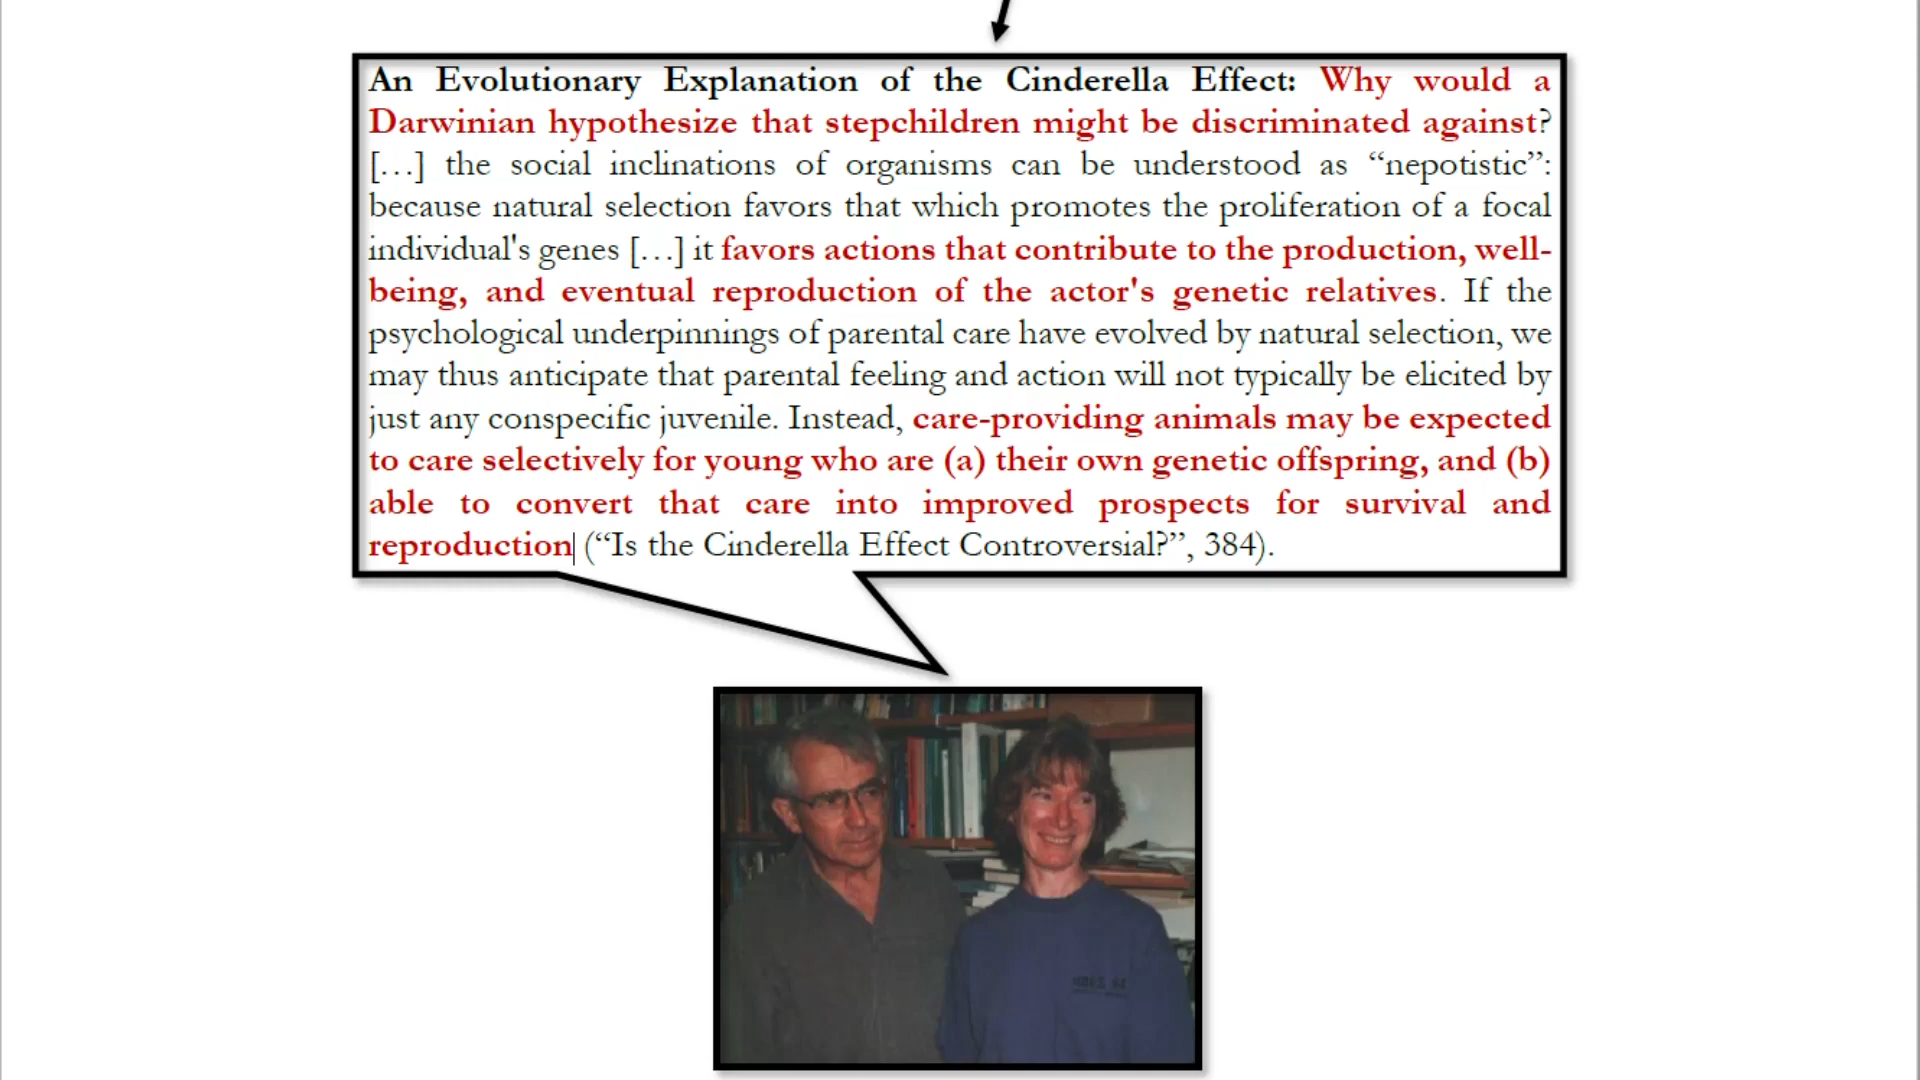 An Evolutionary Explanation of the Cinderella Effect: Why would a
Darwinian hypothesize that stepchildren might be discriminated against?
[…] the social inclinations of organisms can be understood as “nepotistic”:
because natural selection favors that which promotes the proliferation of a focal
individual's genes […] it favors actions that contribute to the production, well-
being, and eventual reproduction of the actor's genetic relatives. If the
psychological underpinnings of parental care have evolved by natural selection, we
may thus anticipate that parental feeling and action will not typically be elicited by
just any conspecific juvenile. Instead, care-providing animals may be expected
to care selectively for young who are (a) their own genetic offspring, and (b)
able to convert that care into improved prospects for survival and
reproduction (“Is the Cinderella Effect Controversial?”, 384).